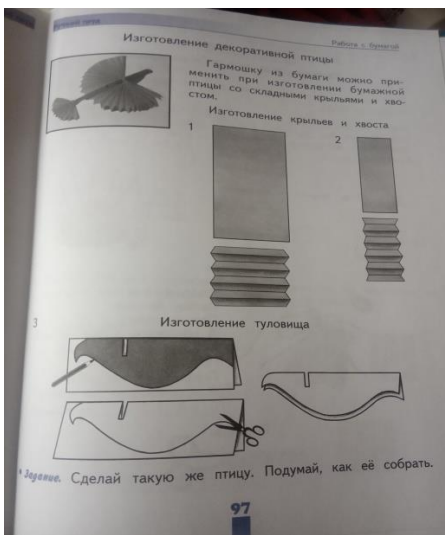 Работа с бумагой
Изготовление декоративной птицы
Гармошку из бумаги можно при-
менить при изготовлении бумажной
птицы со складными крыльями и хво-
стом.
Изготовление крыльев и хвоста
1
2
3
Изготовление туловища
Задание. Сделай такую же птицу. Подумай, как её собрать.
97